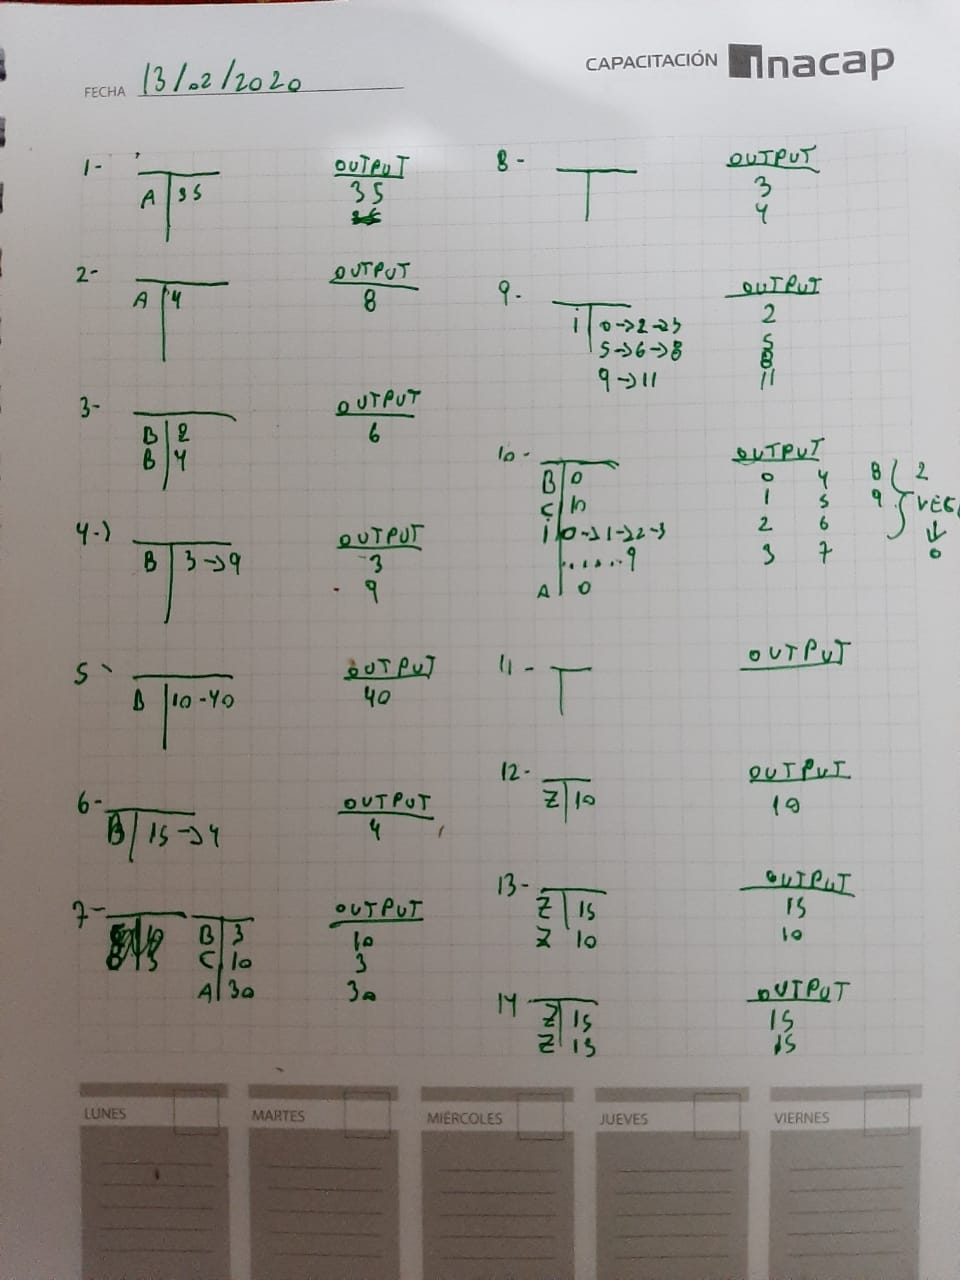 CAPACITACIÓN inacap
FECHA 13/02/2020
1-
A 35
OUTPUT
35
2-
A 4
OUTPUT
8
3-
B 2
B 4
OUTPUT
6
4-)
B 3->9
OUTPUT
3
9
5
B 10-40
OUTPUT
40
6-
B 15->4
OUTPUT
4
7-
B 3
C 10
A 30
OUTPUT
10
3
30
8-
OUTPUT
3
4
9-
i 0->2->3
5->6->8
9->11
OUTPUT
2
5
8
11
10-
B 0
C 10
i 0->1->2-3
......9
A 0
OUTPUT
0 4 8 2
1 5 9
2 6
3 7 0
11-
OUTPUT
12-
Z 10
OUTPUT
10
13-
Z 15
Z 10
OUTPUT
15
10
14
Z 15
Z 15
OUTPUT
15
15
LUNES MARTES MIÉRCOLES JUEVES VIERNES